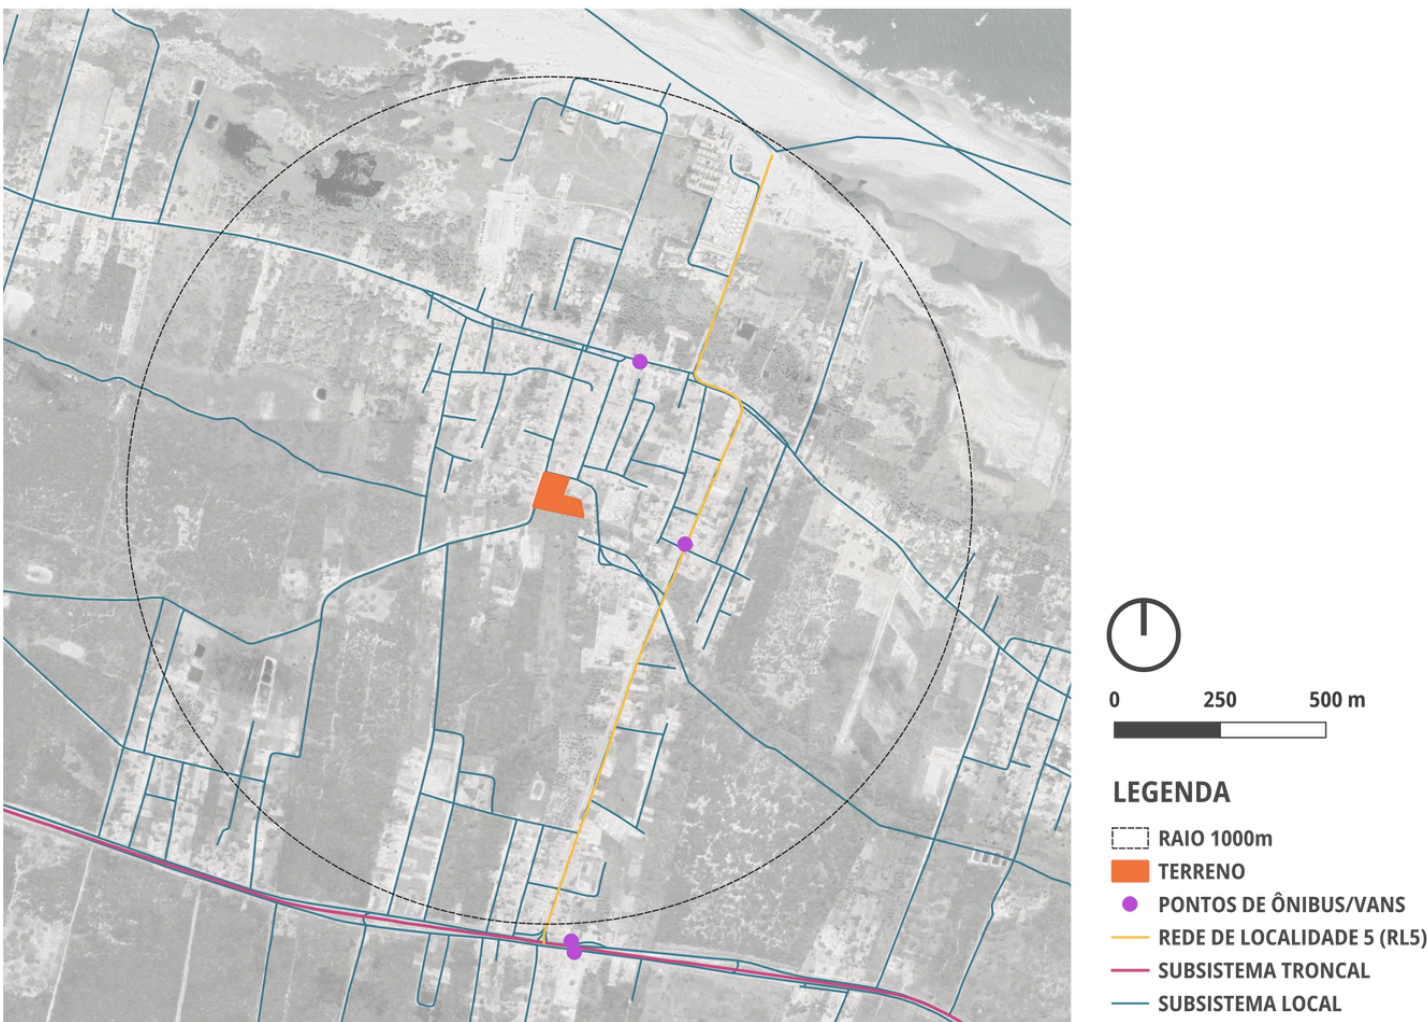 0 250 500 m
LEGENDA
RAIO 1000m
TERRENO
PONTOS DE ÔNIBUS/VANS
REDE DE LOCALIDADE 5 (RL5)
SUBSISTEMA TRONCAL
SUBSISTEMA LOCAL